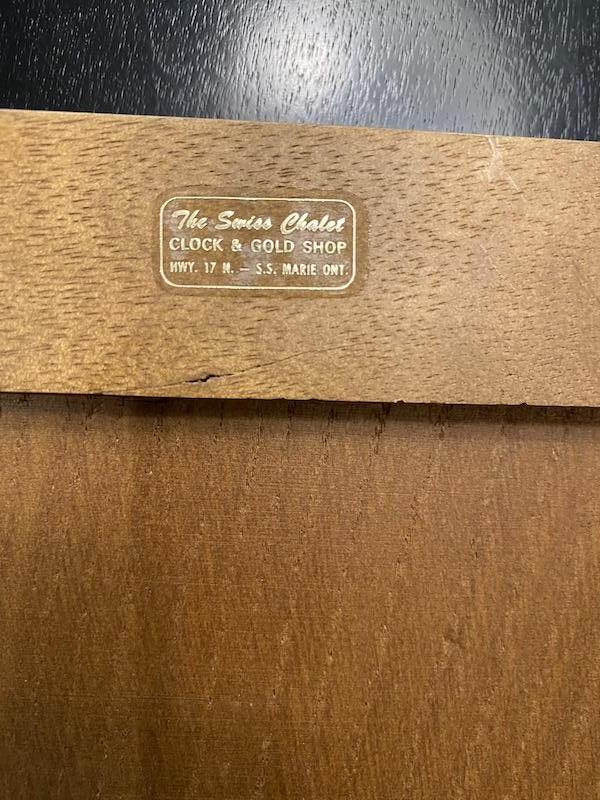 The Swiss Chalet
CLOCK & GOLD SHOP
HWY. 17 N. — S.S. MARIE ONT.